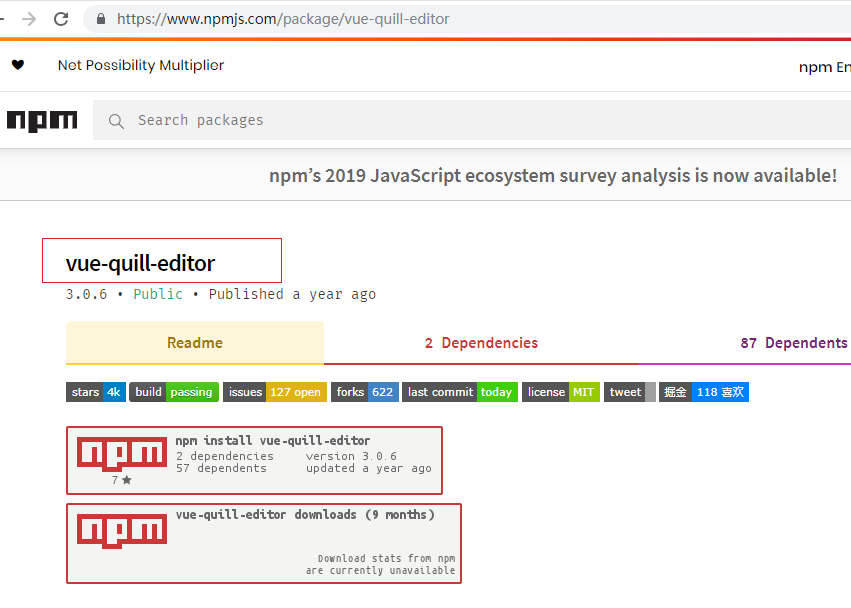 https://www.npmjs.com/package/vue-quill-editor
Net Possibility Multiplier
npm En
npm
Search packages
npm’s 2019 JavaScript ecosystem survey analysis is now available!
vue-quill-editor
3.0.6 • Public • Published a year ago
Readme
2 Dependencies
87 Dependents
stars 4k build passing issues 127 open forks 622 last commit today license MIT tweet 掘金 118 喜欢
npm
npm install vue-quill-editor
2 dependencies version 3.0.6
57 dependents updated a year ago
7 ★
npm
vue-quill-editor downloads (9 months)
Download stats from npm
are currently unavailable